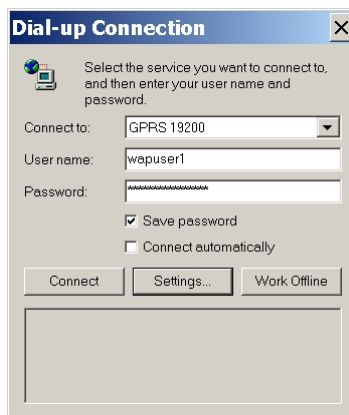 Dial-up Connection
Select the service you want to connect to,
and then enter your user name and
password.
Connect to: GPRS 19200
User name: wapuser1
Password: ****************
Save password
Connect automatically
Connect Settings... Work Offline